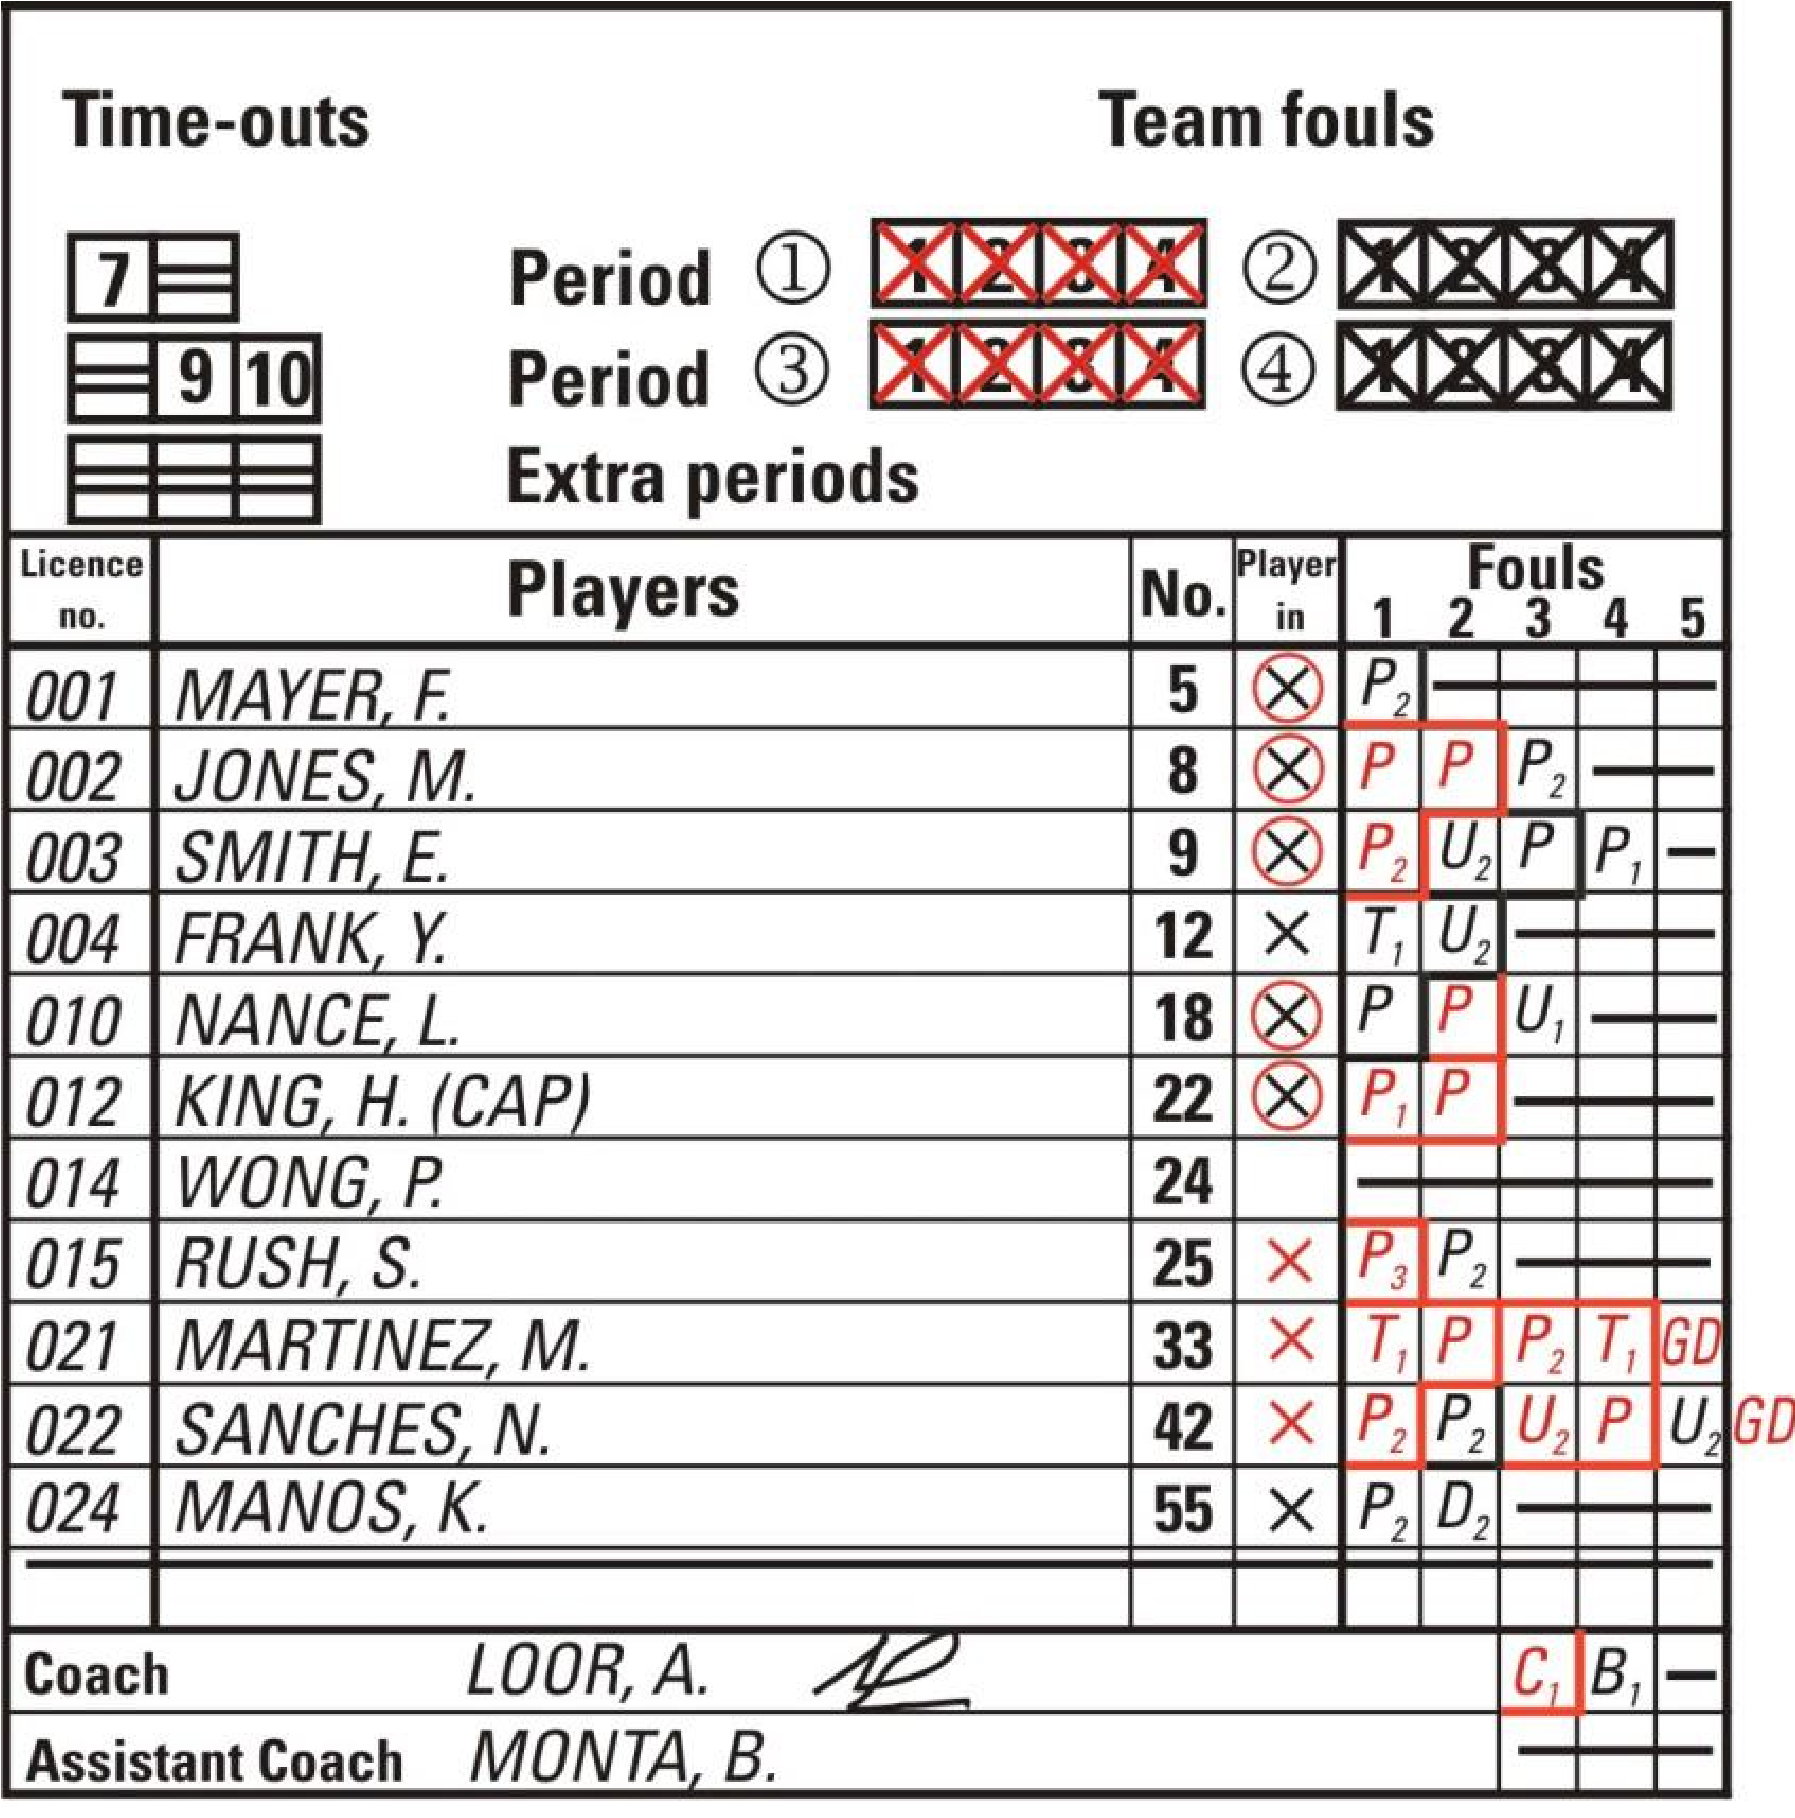 Time-outs Team fouls
7 Period ① 1 2 3 4 ② 1 2 3 4
9 10 Period ③ 1 2 3 4 ④ 1 2 3 4
Extra periods
Licence no. Players No. Player in Fouls 1 2 3 4 5
001 MAYER, F. 5 X P2
002 JONES, M. 8 X P P P2
003 SMITH, E. 9 X P2 U2 P P1
004 FRANK, Y. 12 X T1 U2
010 NANCE, L. 18 X P P U1
012 KING, H. (CAP) 22 X P1 P
014 WONG, P. 24
015 RUSH, S. 25 X P3 P2
021 MARTINEZ, M. 33 X T1 P P2 T1 GD
022 SANCHES, N. 42 X P2 P2 U2 P U2 GD
024 MANOS, K. 55 X P2 D2
Coach LOOR, A. C1 B1
Assistant Coach MONTA, B.